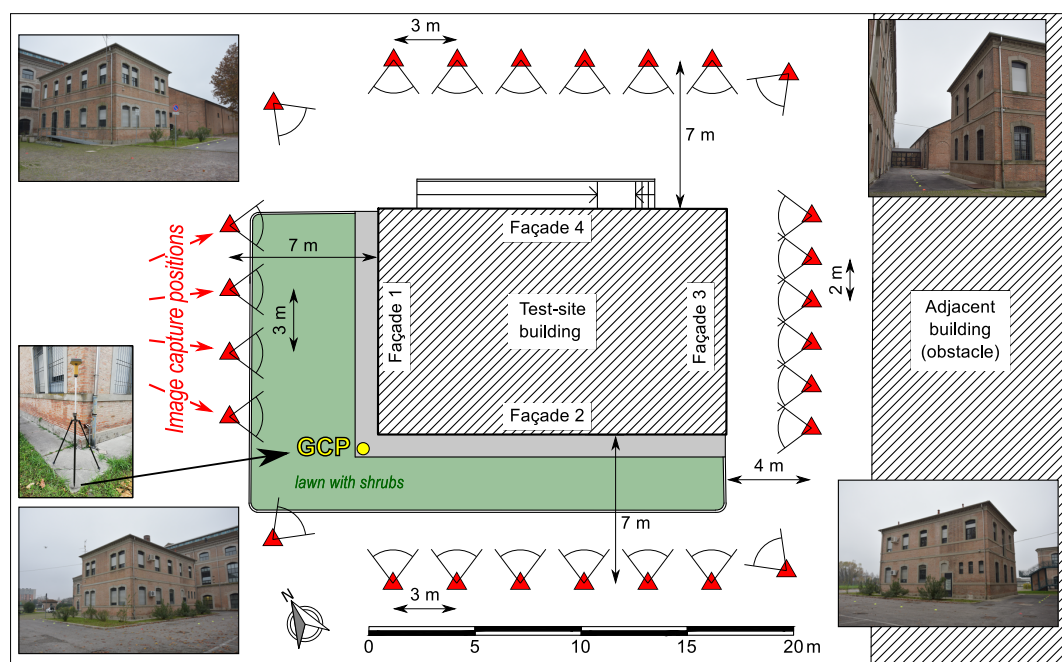 3 m
7 m
Façade 4
Image capture positions
7 m
3 m
Façade 1
Test-site
building
Façade 3
2 m
Adjacent
building
(obstacle)
Façade 2
GCP
lawn with shrubs
4 m
7 m
3 m
N
0
5
10
15
20 m